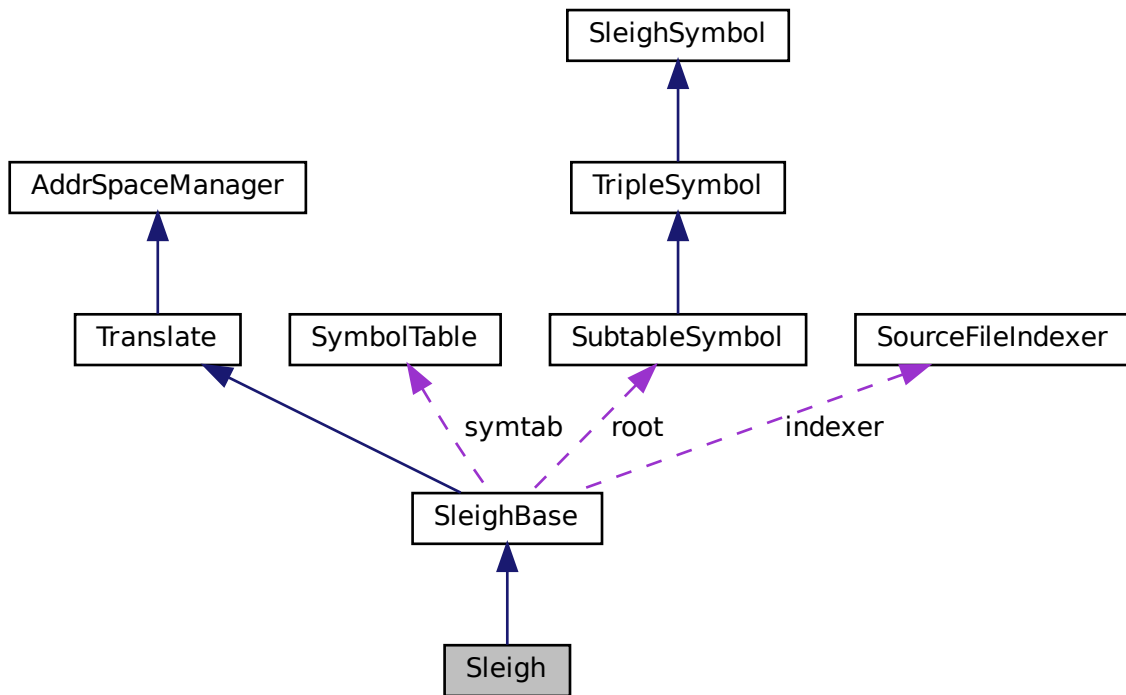 SleighSymbol
AddrSpaceManager
TripleSymbol
Translate
SymbolTable
SubtableSymbol
SourceFileIndexer
symtab
root
indexer
SleighBase
Sleigh